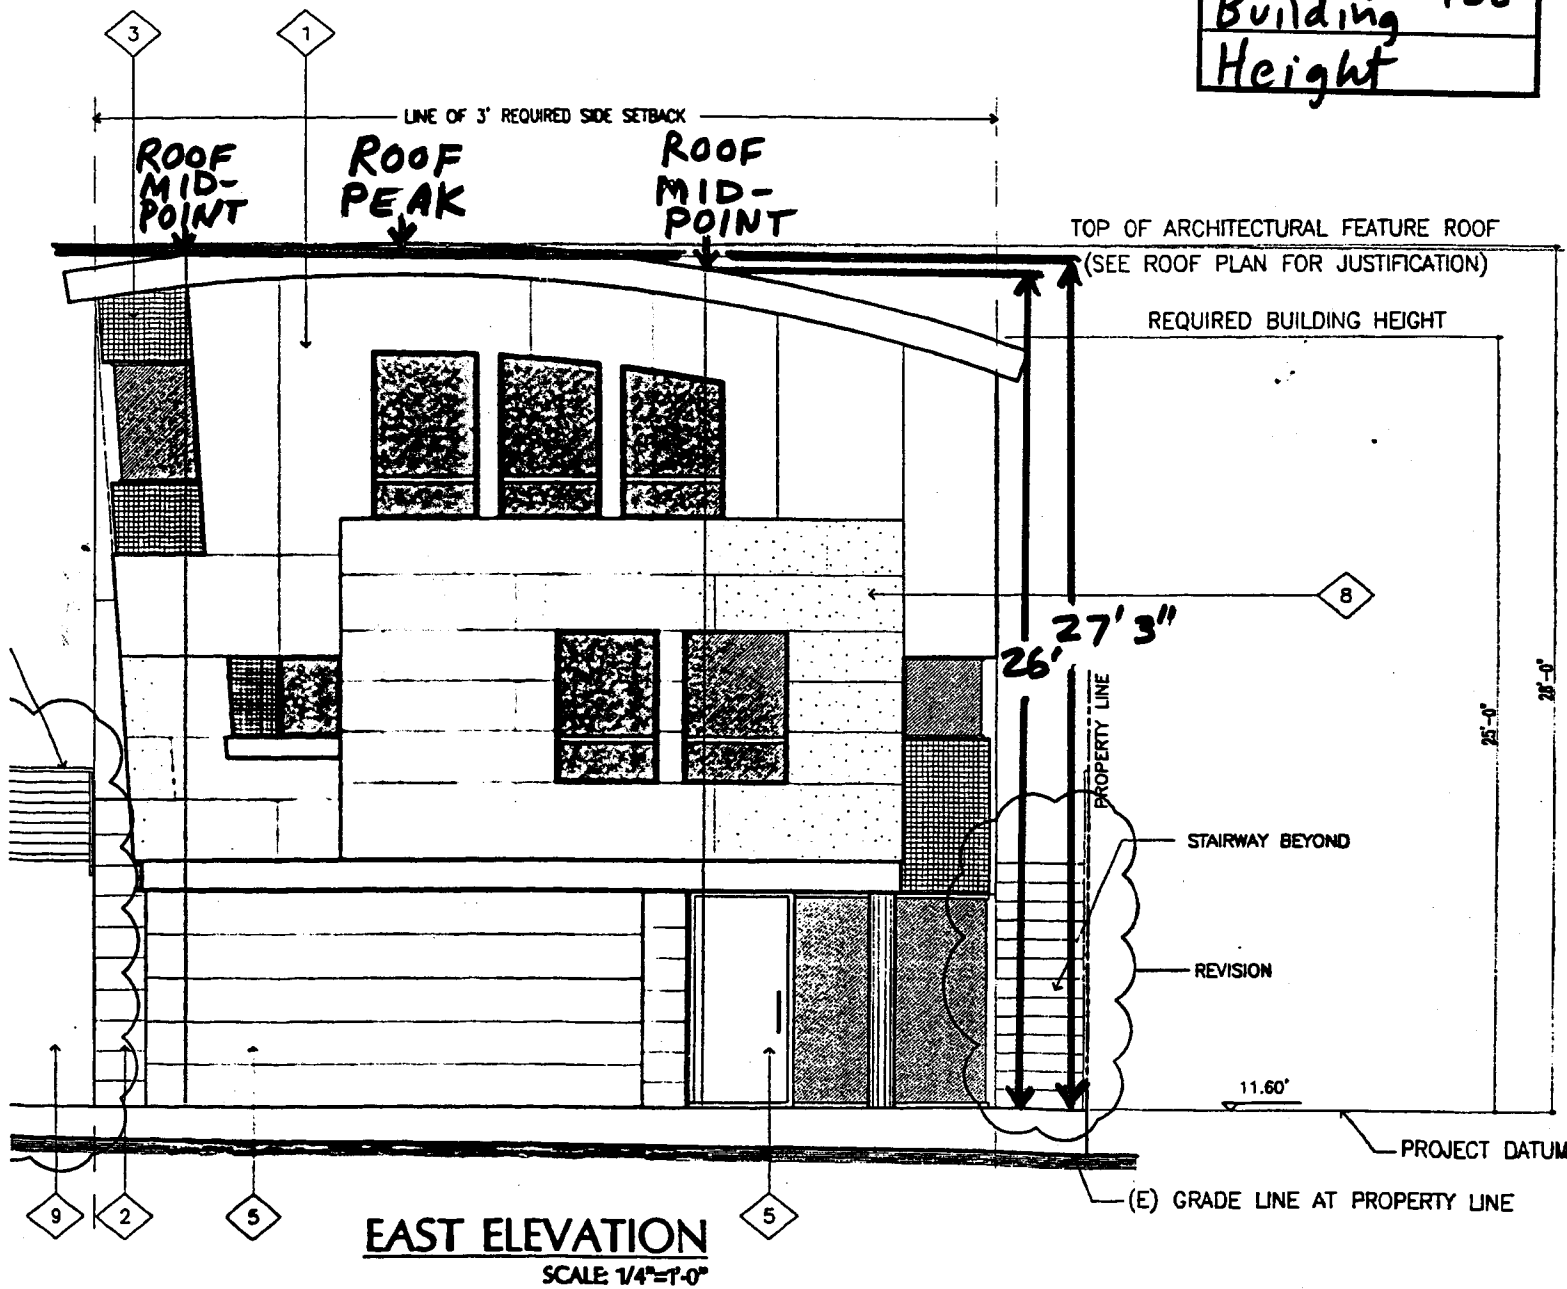 Building
Height
3
1
LINE OF 3' REQUIRED SIDE SETBACK
ROOF
MID-
POINT
ROOF
PEAK
ROOF
MID-
POINT
TOP OF ARCHITECTURAL FEATURE ROOF
(SEE ROOF PLAN FOR JUSTIFICATION)
REQUIRED BUILDING HEIGHT
8
27' 3"
26'
PROPERTY LINE
25'-0"
28'-0"
STAIRWAY BEYOND
REVISION
11.60'
PROJECT DATUM
(E) GRADE LINE AT PROPERTY LINE
9
2
5
5
EAST ELEVATION
SCALE: 1/4"=1'-0"